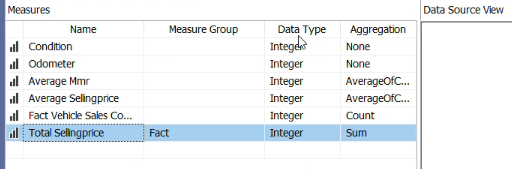 Measures
Data Source View
Name Measure Group Data Type Aggregation
Condition Integer None
Odometer Integer None
Average Mmr Integer AverageOfC...
Average Sellingprice Integer AverageOfC...
Fact Vehicle Sales Co... Integer Count
Total Sellingprice Fact Integer Sum